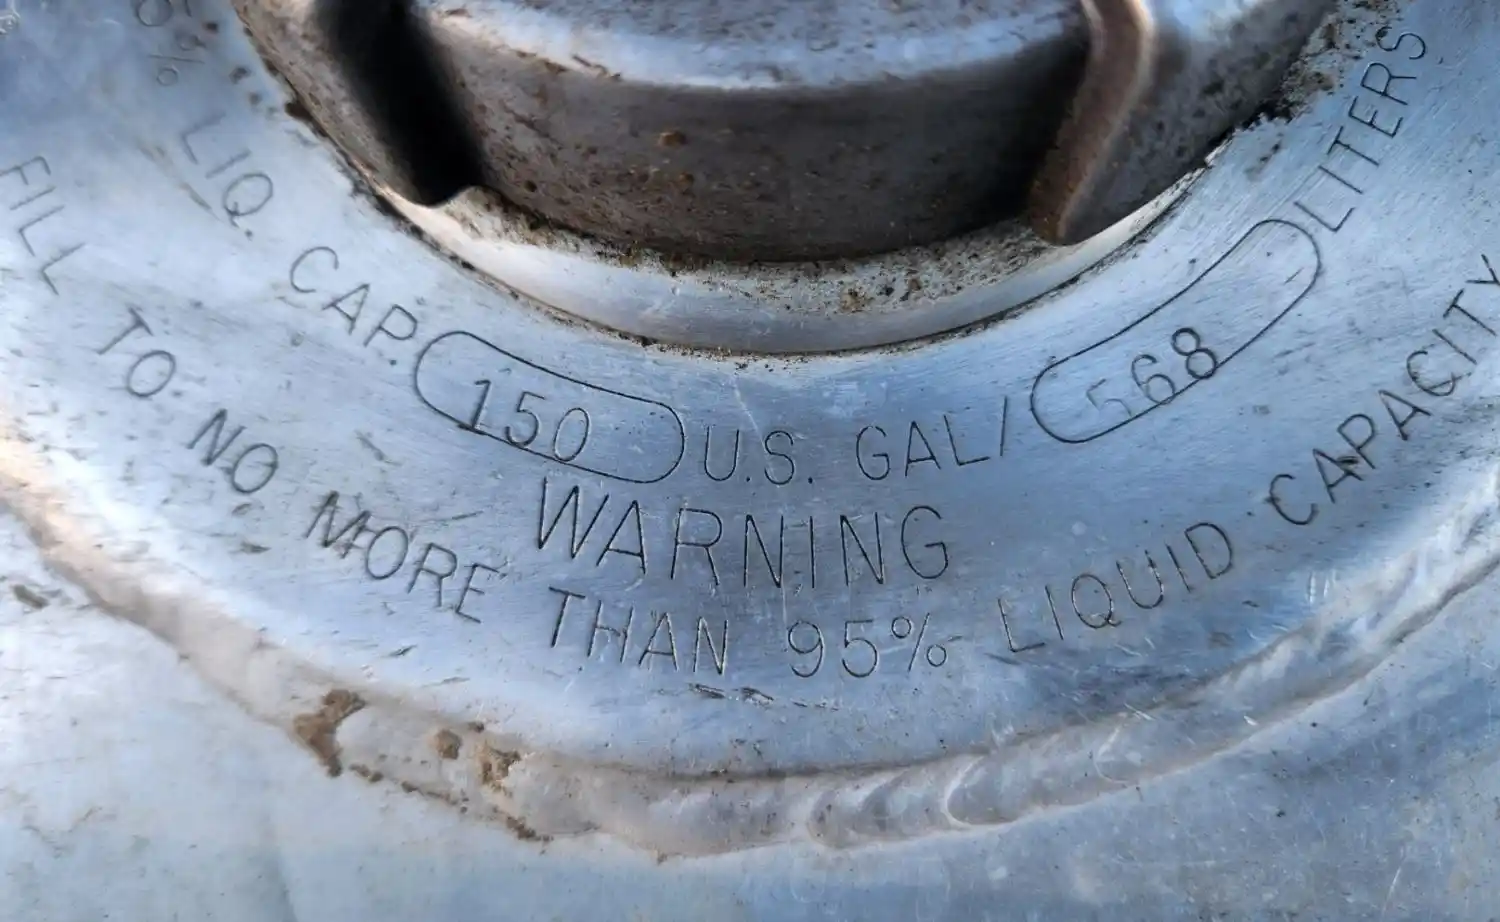 % LIQ. CAP. 150 U.S. GAL/ 568 LITERS
WARNING
FILL TO NO MORE THAN 95% LIQUID CAPACITY